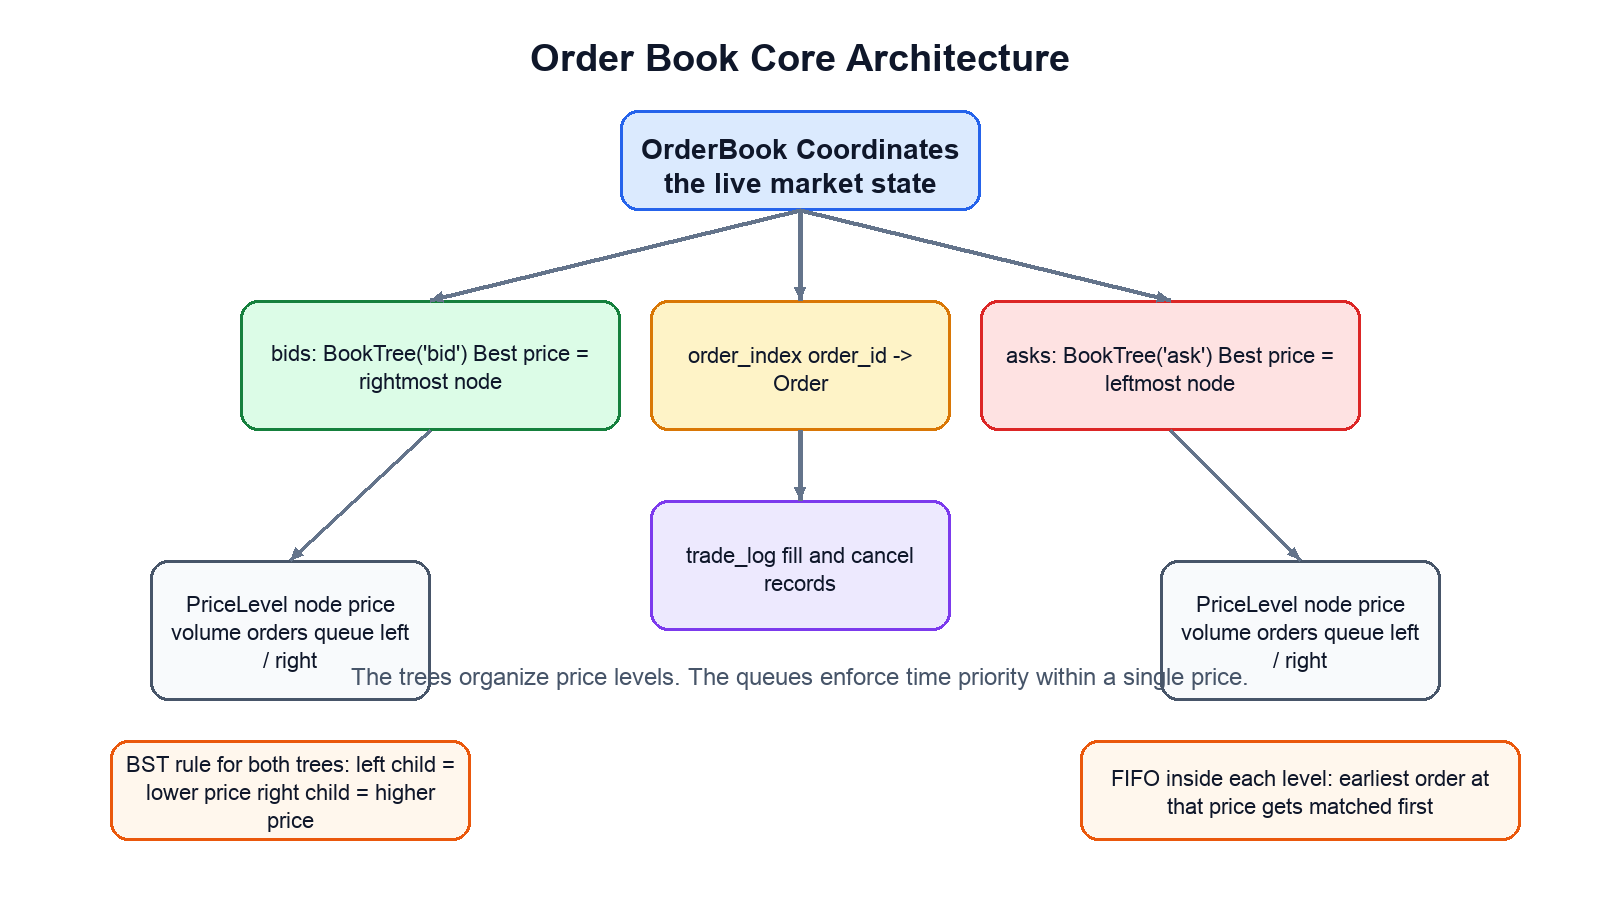 Order Book Core Architecture
OrderBook Coordinates
the live market state
bids: BookTree('bid') Best price =
rightmost node
order_index order_id ->
Order
asks: BookTree('ask') Best price =
leftmost node
trade_log fill and cancel
records
PriceLevel node price
volume orders queue left
/ right
PriceLevel node price
volume orders queue left
/ right
The trees organize price levels. The queues enforce time priority within a single price.
BST rule for both trees: left child =
lower price right child = higher
price
FIFO inside each level: earliest order at
that price gets matched first